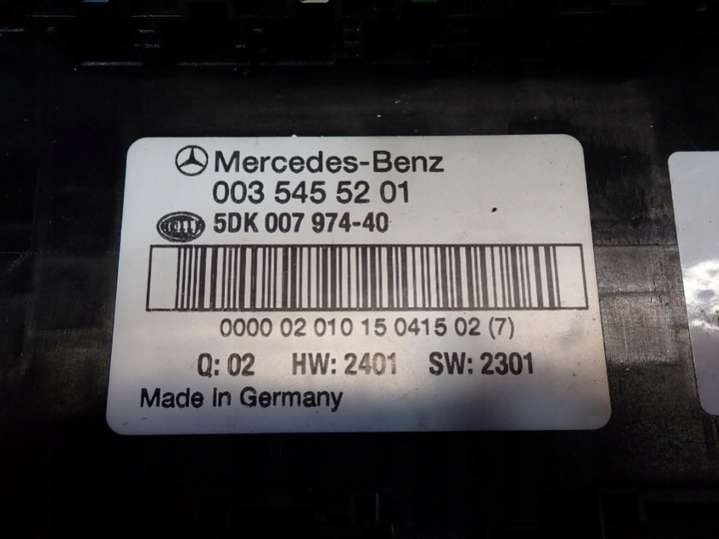 Mercedes-Benz
003 545 52 01
HELLA 5DK 007 974-40
0000 02 010 15 0415 02 (7)
Q: 02 HW: 2401 SW: 2301
Made in Germany